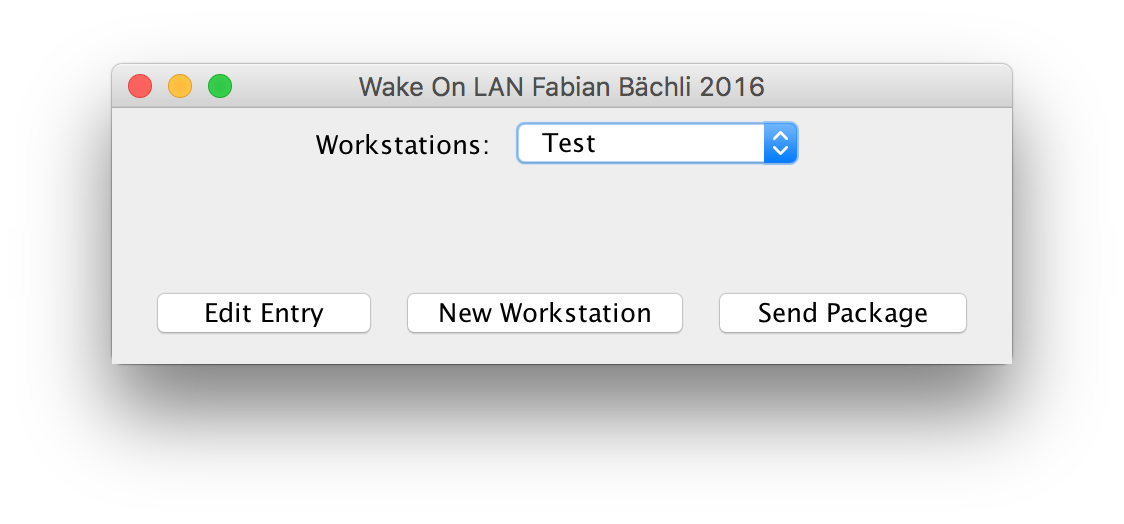 Wake On LAN Fabian Bächli 2016
Workstations: Test
Edit Entry New Workstation Send Package